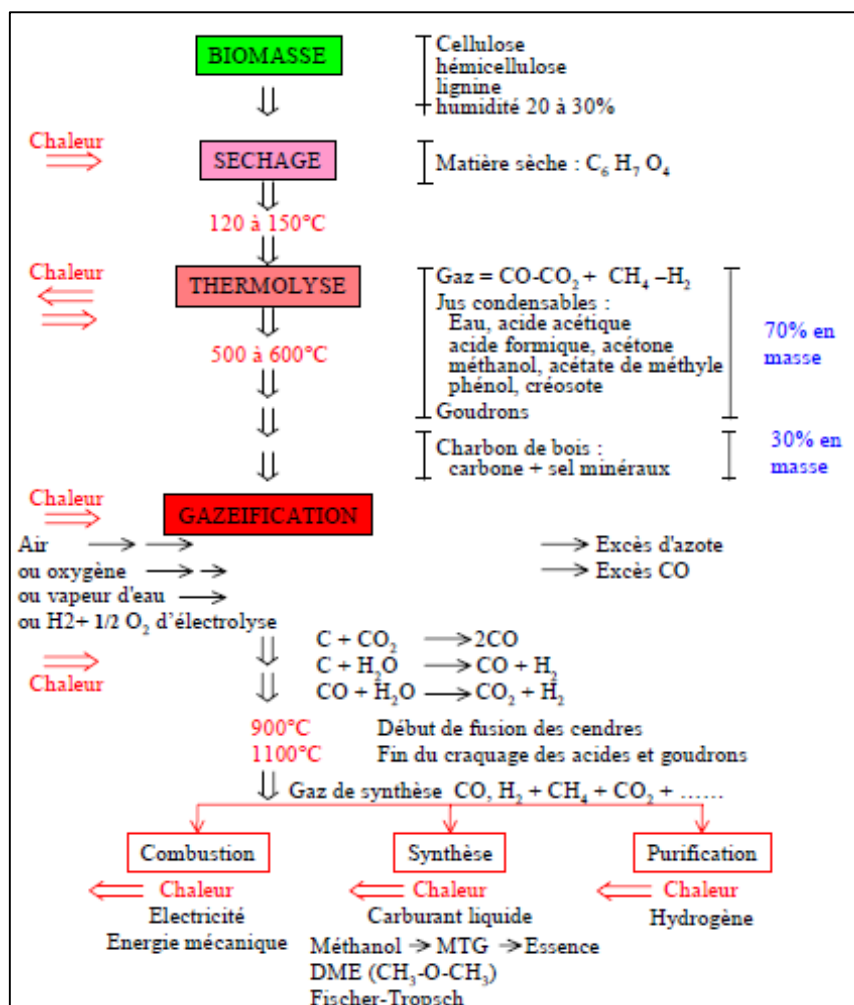 BIOMASSE
Cellulose
hémicellulose
lignine
humidité 20 à 30%
Chaleur
SECHAGE
Matière sèche : C₆ H₇ O₄
120 à 150°C
Chaleur
THERMOLYSE
Gaz = CO-CO₂ + CH₄ –H₂
Jus condensables :
Eau, acide acétique
acide formique, acétone
méthanol, acétate de méthyle
phénol, créosote
Goudrons
70% en
masse
500 à 600°C
Charbon de bois :
carbone + sel minéraux
30% en
masse
Chaleur
GAZEIFICATION
Air → →
→ Excès d'azote
ou oxygène → →
→ Excès CO
ou vapeur d'eau →
ou H2+ 1/2 O₂ d’électrolyse
Chaleur
C + CO₂ → 2CO
C + H₂O → CO + H₂
CO + H₂O → CO₂ + H₂
900°C Début de fusion des cendres
1100°C Fin du craquage des acides et goudrons
Gaz de synthèse CO, H₂ + CH₄ + CO₂ + ……
Combustion
Chaleur
Electricité
Energie mécanique
Synthèse
Chaleur
Carburant liquide
Méthanol → MTG → Essence
DME (CH₃-O-CH₃)
Fischer-Tropsch
Purification
Chaleur
Hydrogène